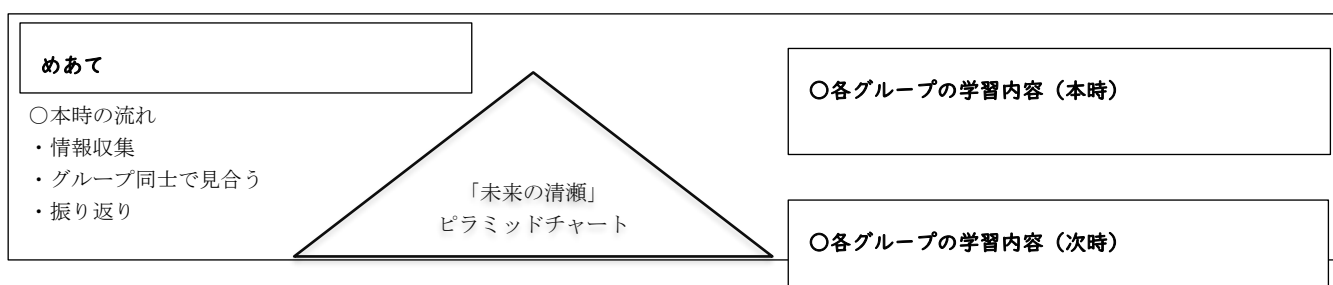 めあて
〇本時の流れ
・情報収集
・グループ同士で見合う
・振り返り
「未来の清瀬」
ピラミッドチャート
〇各グループの学習内容（本時）
〇各グループの学習内容（次時）